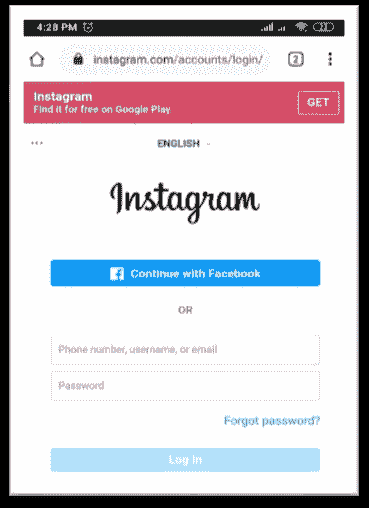 4:28 PM
instagram.com/accounts/login/
2
Instagram
Find it for free on Google Play
GET
ENGLISH
Instagram
Continue with Facebook
OR
Phone number, username, or email
Password
Forgot password?
Log In